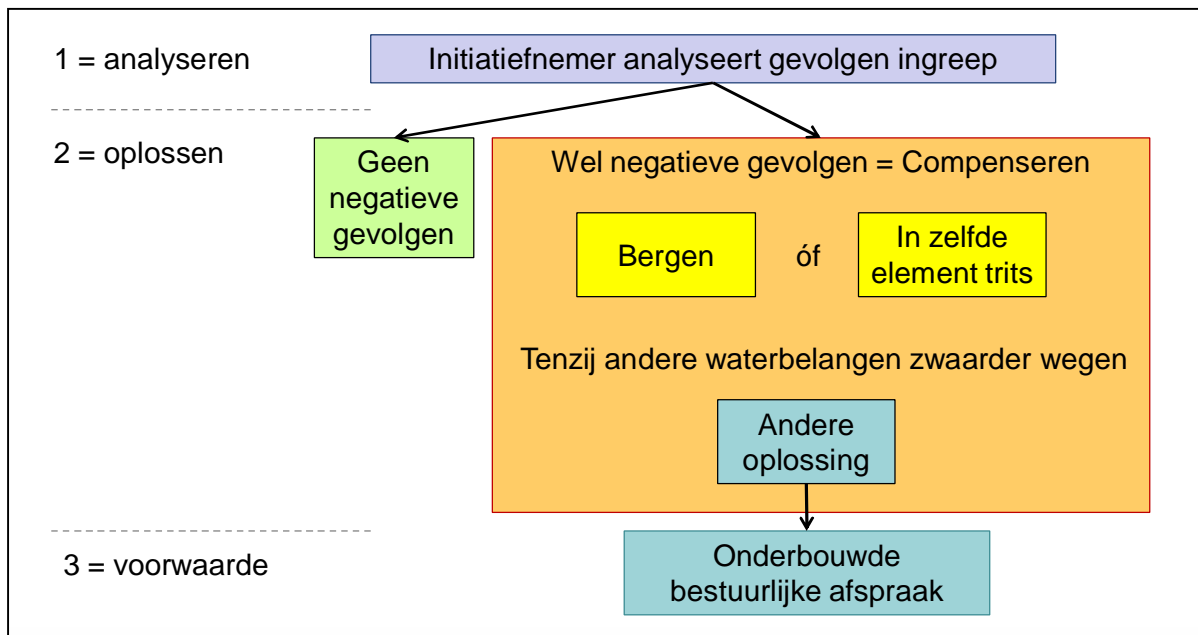 1 = analyseren
Initiatiefnemer analyseert gevolgen ingreep
2 = oplossen
Geen
negatieve
gevolgen
Wel negatieve gevolgen = Compenseren
Bergen
óf
In zelfde
element trits
Tenzij andere waterbelangen zwaarder wegen
Andere
oplossing
3 = voorwaarde
Onderbouwde
bestuurlijke afspraak